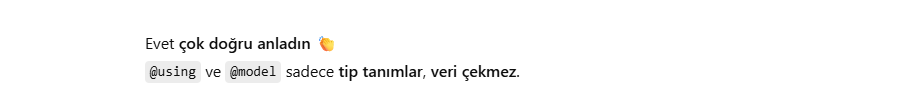 Evet çok doğru anladın 👏
@using ve @model sadece tip tanımlar, veri çekmez.